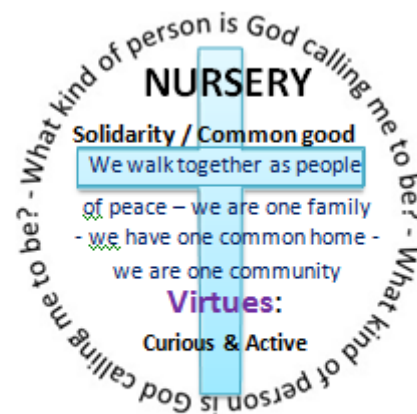 What kind of person is God calling me to be? - What kind of person is God calling me to be? -
NURSERY
Solidarity / Common good
We walk together as people
of peace – we are one family
- we have one common home -
we are one community
Virtues:
Curious & Active